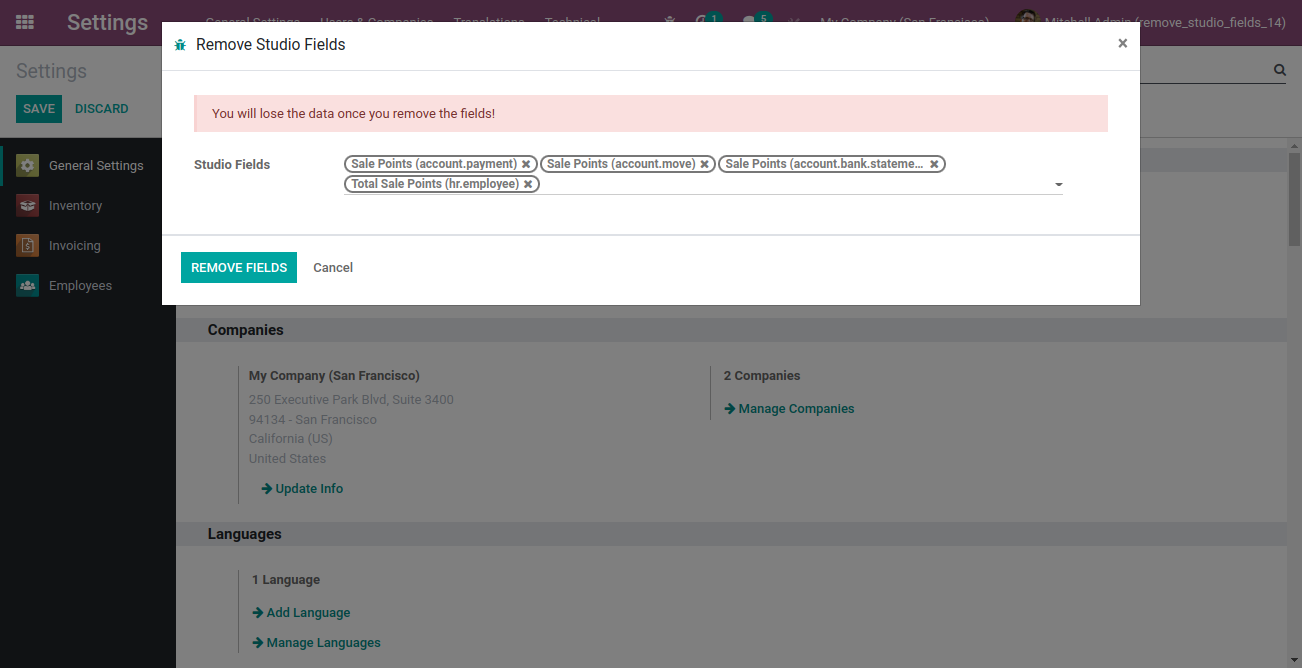 Settings General Settings Users & Companies Translations Technical 1 5 My Company (San Francisco) Mitchell Admin (remove_studio_fields_14)
Remove Studio Fields ×
Settings
SAVE DISCARD
You will lose the data once you remove the fields!
Studio Fields
Sale Points (account.payment) Sale Points (account.move) Sale Points (account.bank.stateme...
Total Sale Points (hr.employee)
REMOVE FIELDS Cancel
General Settings
Inventory
Invoicing
Employees
Companies
My Company (San Francisco)
250 Executive Park Blvd, Suite 3400
94134 - San Francisco
California (US)
United States
Update Info
2 Companies
Manage Companies
Languages
1 Language
Add Language
Manage Languages